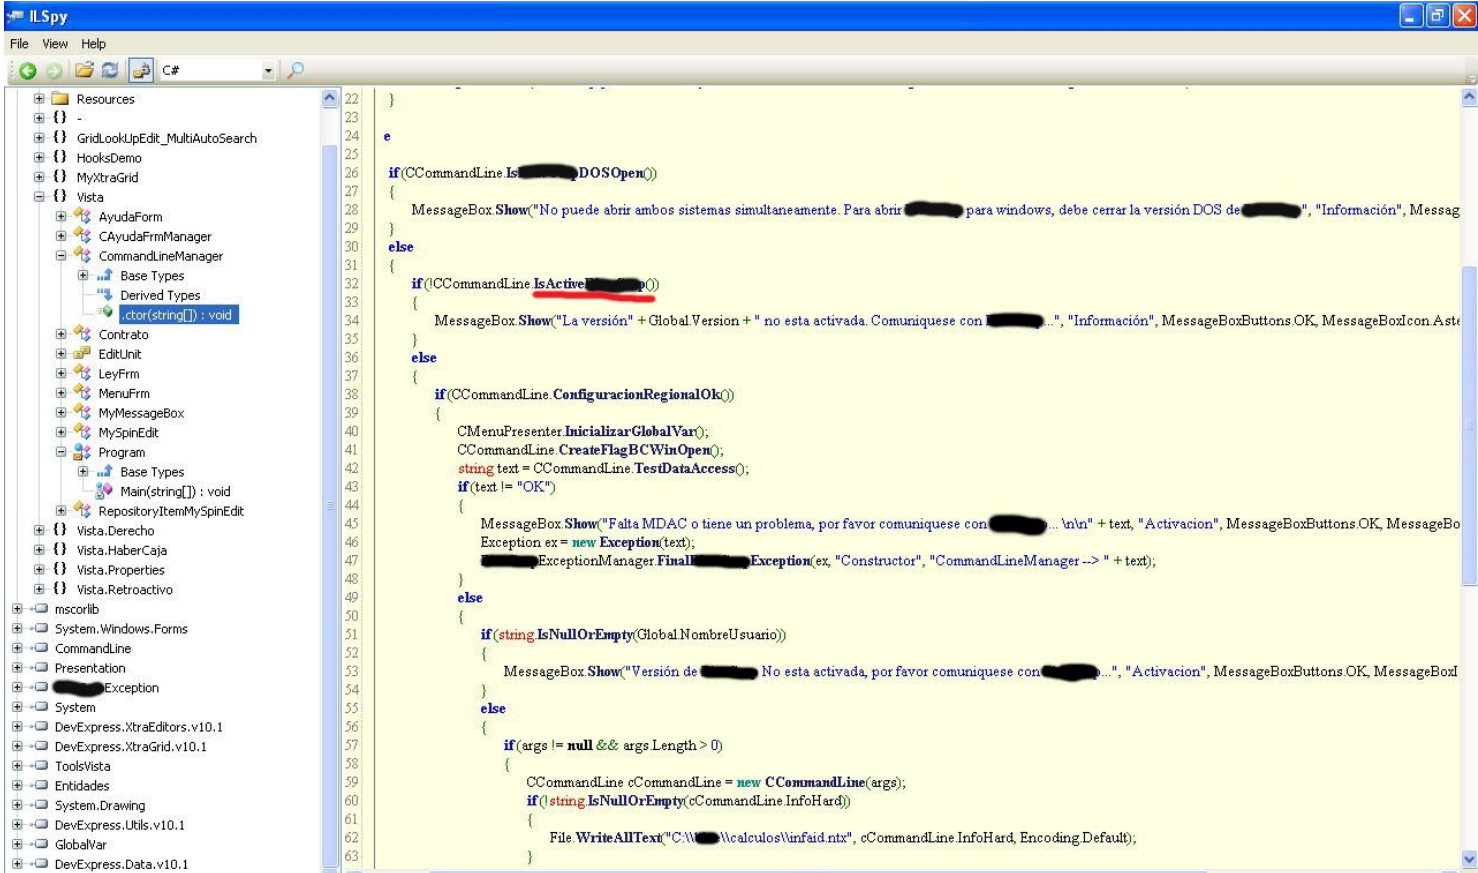 ILSpy
File View Help
C#
Resources
{} -
{} GridLookUpEdit_MultiAutoSearch
{} HooksDemo
{} MyXtraGrid
{} Vista
AyudaForm
CAyudaFrmManager
CommandLineManager
Base Types
Derived Types
.ctor(string[]) : void
Contrato
EditUnit
LeyFrm
MenuFrm
MyMessageBox
MySpinEdit
Program
Base Types
Main(string[]) : void
RepositoryItemMySpinEdit
{} Vista.Derecho
{} Vista.HaberCaja
{} Vista.Properties
{} Vista.Retroactivo
mscorlib
System.Windows.Forms
CommandLine
Presentation
Exception
System
DevExpress.XtraEditors.v10.1
DevExpress.XtraGrid.v10.1
ToolsVista
Entidades
System.Drawing
DevExpress.Utils.v10.1
GlobalVar
DevExpress.Data.v10.1
22 }
23
24 e
25
26 if(CCommandLine.Is DOSOpen())
27 {
28 MessageBox.Show("No puede abrir ambos sistemas simultaneamente. Para abrir para windows, debe cerrar la versión DOS de ", "Información", Messag
29 }
30 else
31 {
32 if(!CCommandLine.IsActive ())
33 {
34 MessageBox.Show("La versión" + Global.Version + " no esta activada. Comuniquese con ...", "Información", MessageBoxButtons.OK, MessageBoxIcon.Aste
35 }
36 else
37 {
38 if(CCommandLine.ConfiguracionRegionalOk())
39 {
40 CMenuPresenter.InicializarGlobalVar();
41 CCommandLine.CreateFlagBCWinOpen();
42 string text = CCommandLine.TestDataAccess();
43 if(text != "OK")
44 {
45 MessageBox.Show("Falta MDAC o tiene un problema, por favor comuniquese con ... \n\n" + text, "Activacion", MessageBoxButtons.OK, MessageBo
46 Exception ex = new Exception(text);
47 ExceptionManager.Final Exception(ex, "Constructor", "CommandLineManager --> " + text);
48 }
49 else
50 {
51 if(string.IsNullOrEmpty(Global.NombreUsuario))
52 {
53 MessageBox.Show("Versión de No esta activada, por favor comuniquese con ...", "Activacion", MessageBoxButtons.OK, MessageBoxI
54 }
55 else
56 {
57 if(args != null && args.Length > 0)
58 {
59 CCommandLine cCommandLine = new CCommandLine(args);
60 if(!string.IsNullOrEmpty(cCommandLine.InfoHard))
61 {
62 File.WriteAllText("C:\\ \\calculos\\infaid.ntx", cCommandLine.InfoHard, Encoding.Default);
63 }